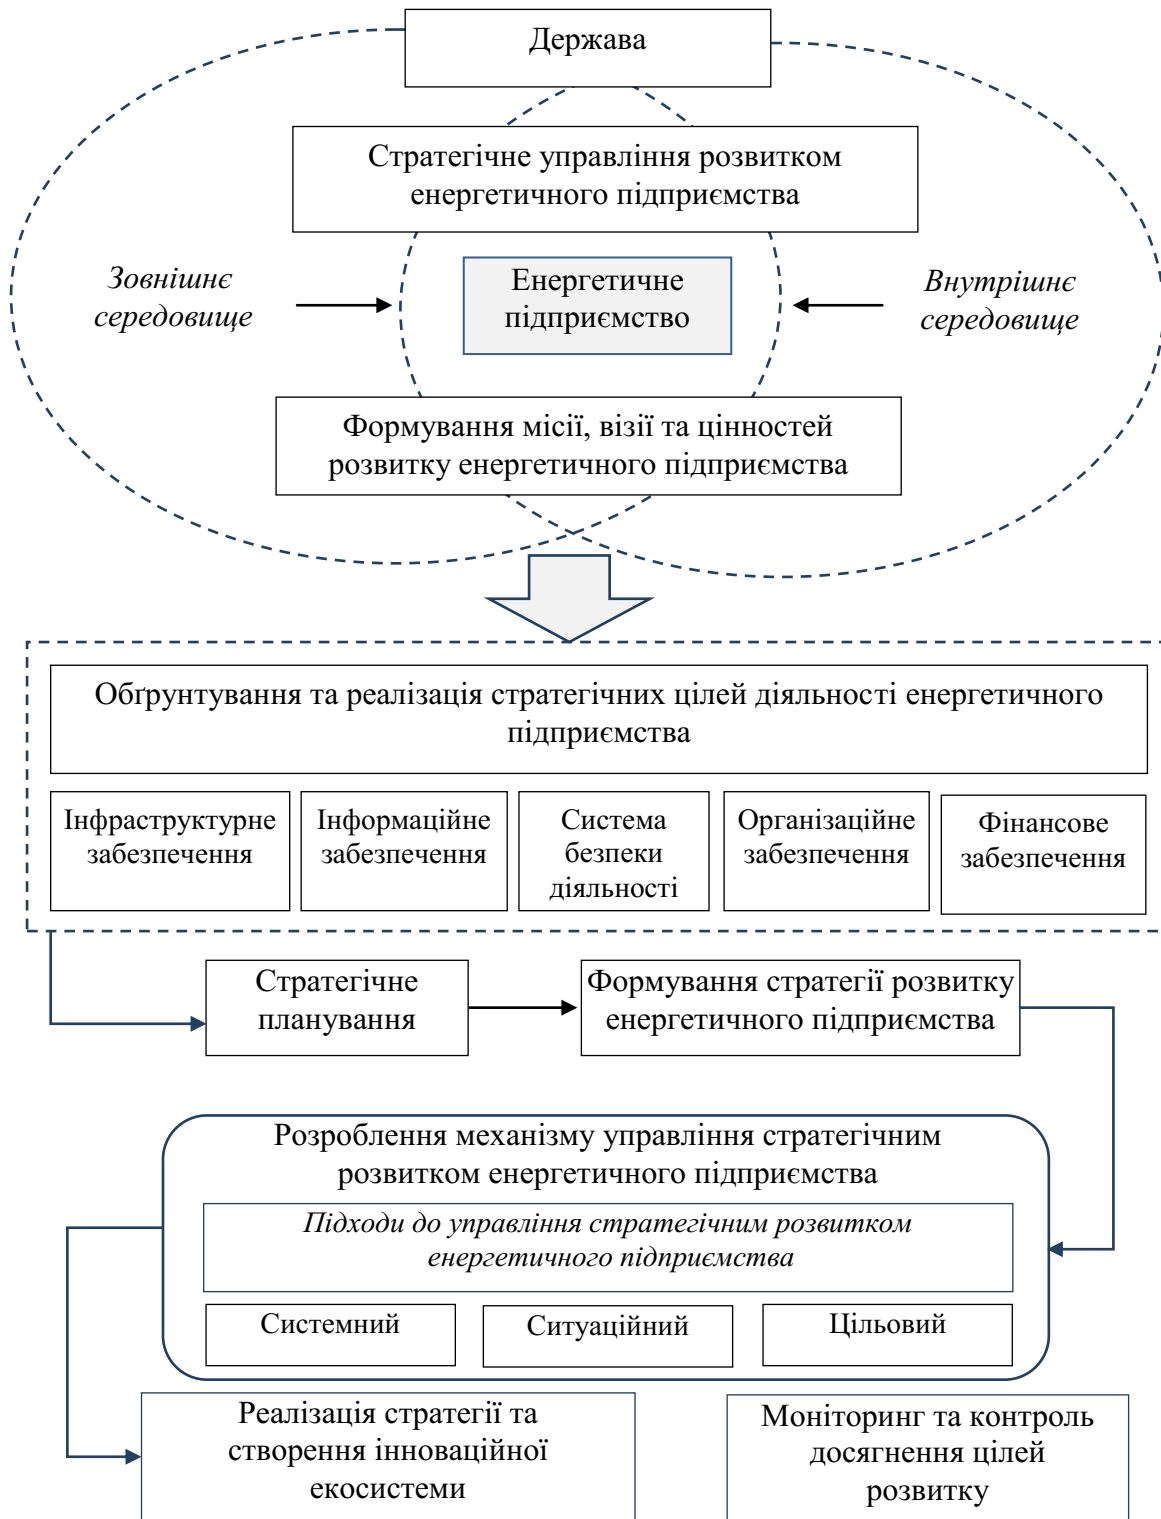 Держава
Стратегічне управління розвитком
енергетичного підприємства
Зовнішнє
середовище
Енергетичне
підприємство
Внутрішнє
середовище
Формування місії, візії та цінностей
розвитку енергетичного підприємства
Обґрунтування та реалізація стратегічних цілей діяльності енергетичного
підприємства
Інфраструктурне
забезпечення
Інформаційне
забезпечення
Система
безпеки
діяльності
Організаційне
забезпечення
Фінансове
забезпечення
Стратегічне
планування
Формування стратегії розвитку
енергетичного підприємства
Розроблення механізму управління стратегічним
розвитком енергетичного підприємства
Підходи до управління стратегічним розвитком
енергетичного підприємства
Системний
Ситуаційний
Цільовий
Реалізація стратегії та
створення інноваційної
екосистеми
Моніторинг та контроль
досягнення цілей
розвитку